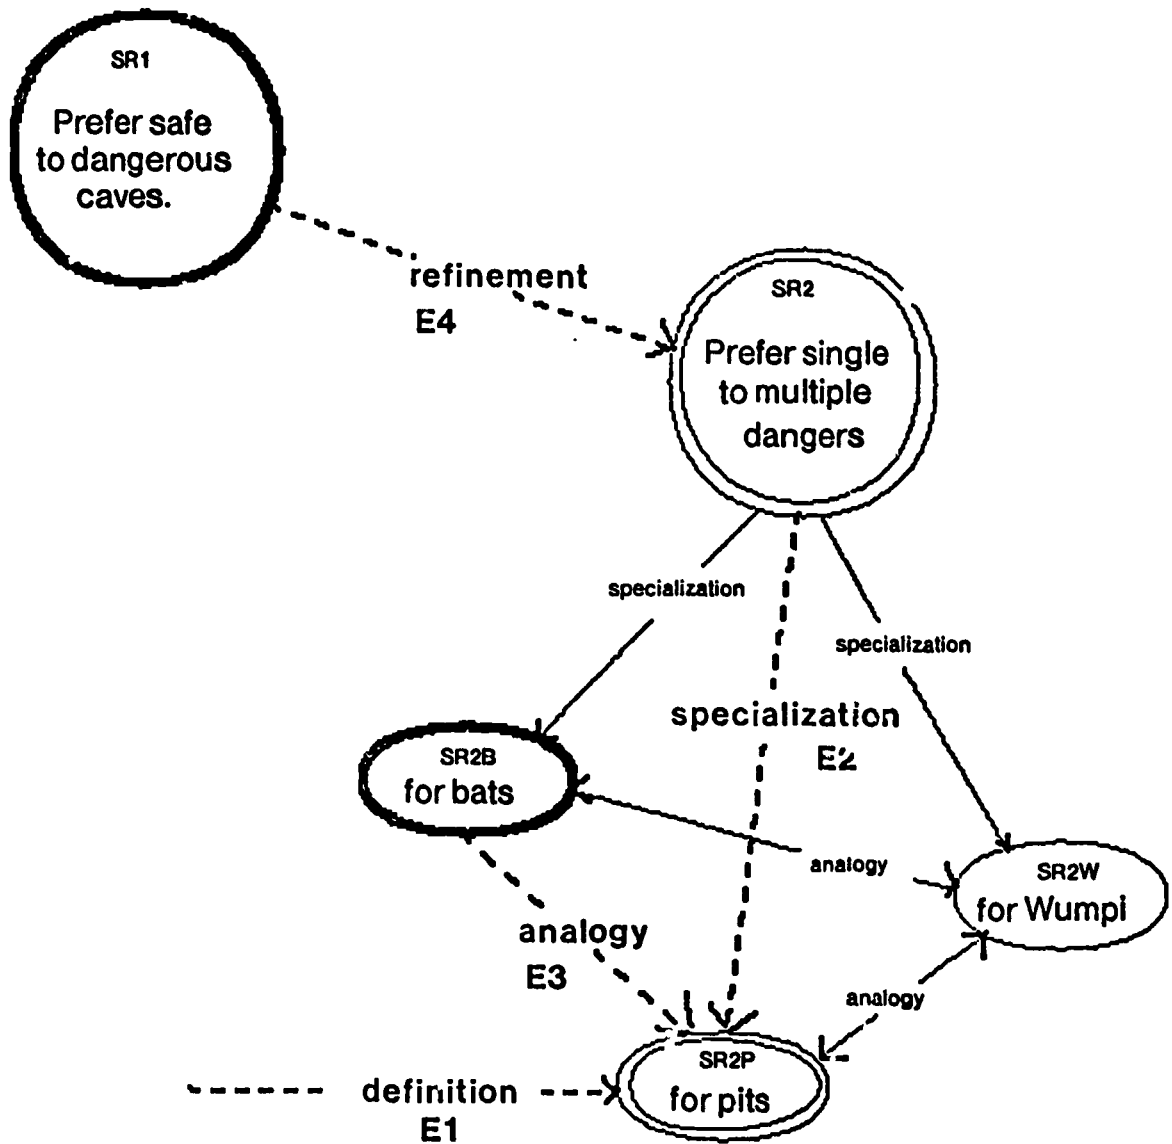 SR1
Prefer safe
to dangerous
caves.
refinement
E4
SR2
Prefer single
to multiple
dangers
specialization
specialization
specialization
E2
SR2B
for bats
analogy
SR2W
for Wumpi
analogy
E3
analogy
SR2P
for pits
definition
E1